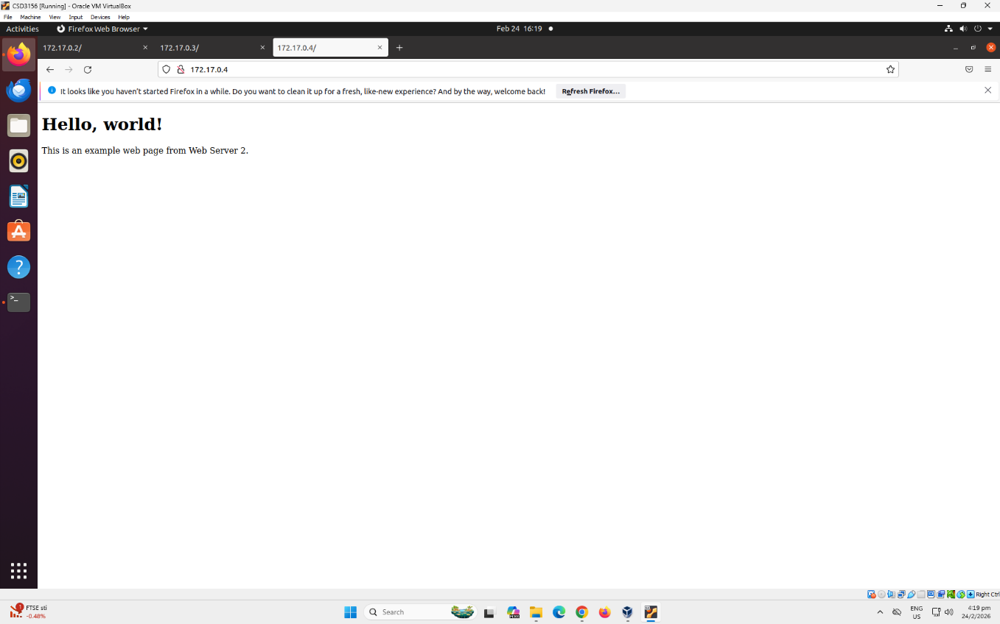 CSD3156 [Running] - Oracle VM VirtualBox
File Machine View Input Devices Help
Activities Firefox Web Browser Feb 24 16:19
172.17.0.2/ 172.17.0.3/ 172.17.0.4/
172.17.0.4
It looks like you haven't started Firefox in a while. Do you want to clean it up for a fresh, like-new experience? And by the way, welcome back! Refresh Firefox...
Hello, world!
This is an example web page from Web Server 2.
Right Ctrl
1 FTSE sti
-0.48%
Search
ENG
US
4:19 pm
24/2/2026